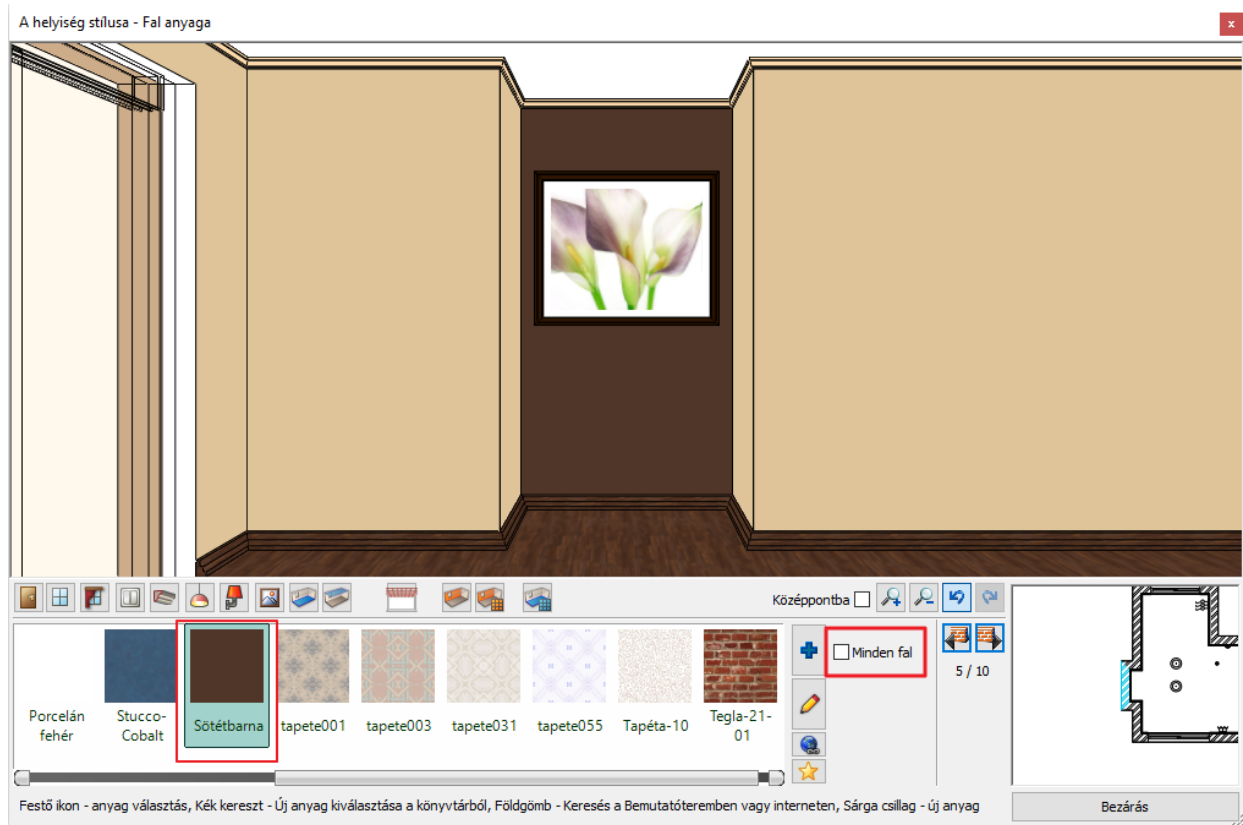 A helyiség stílusa - Fal anyaga
x
Középpontba
Minden fal
5 / 10
Porcelán
fehér
Stucco-
Cobalt
Sötétbarna
tapete001
tapete003
tapete031
tapete055
Tapéta-10
Tegla-21-
01
Festő ikon - anyag választás, Kék kereszt - Új anyag kiválasztása a könyvtárból, Földgömb - Keresés a Bemutatóteremben vagy interneten, Sárga csillag - új anyag
Bezárás